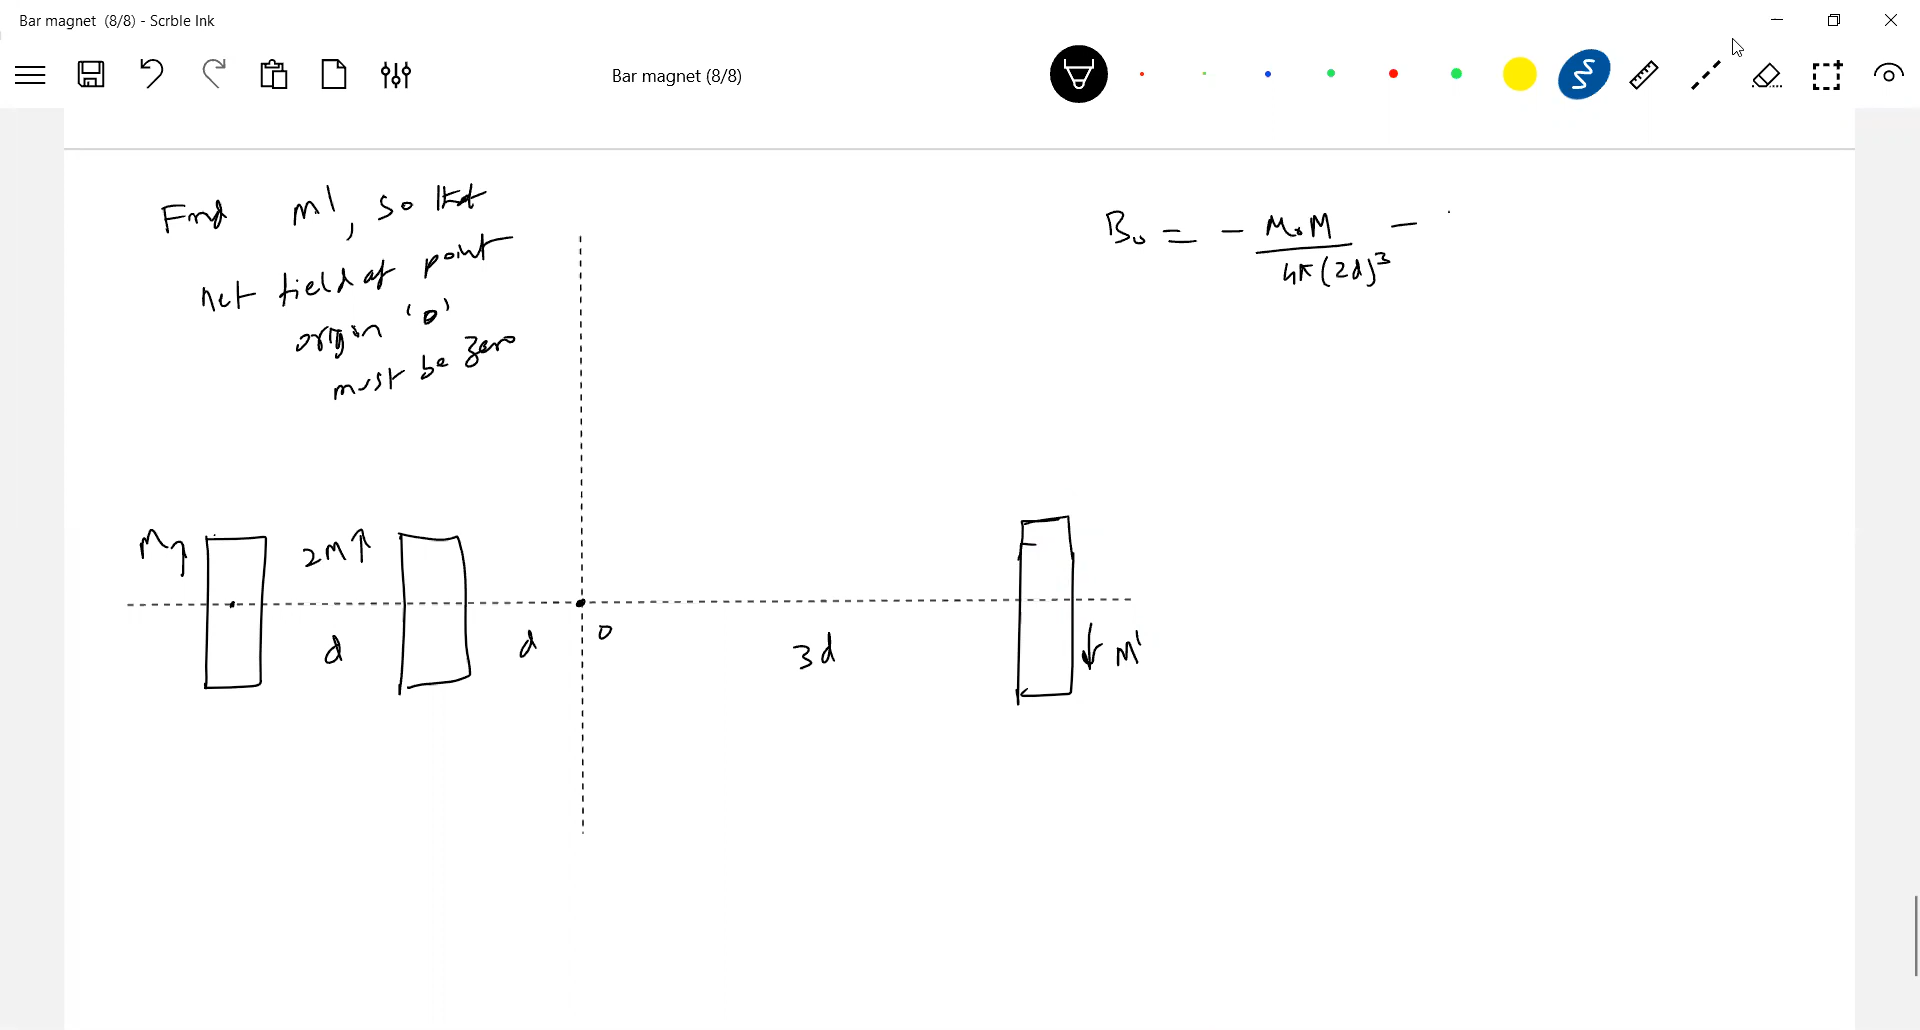 Bar magnet (8/8) - Scrble Ink
Bar magnet (8/8)
Find M', so that
net field at point
origin 'O'
must be zero
B₀ = - μ₀M / 4π(2d)³ -
M↑ 2M↑
d d O 3d ↓ M'